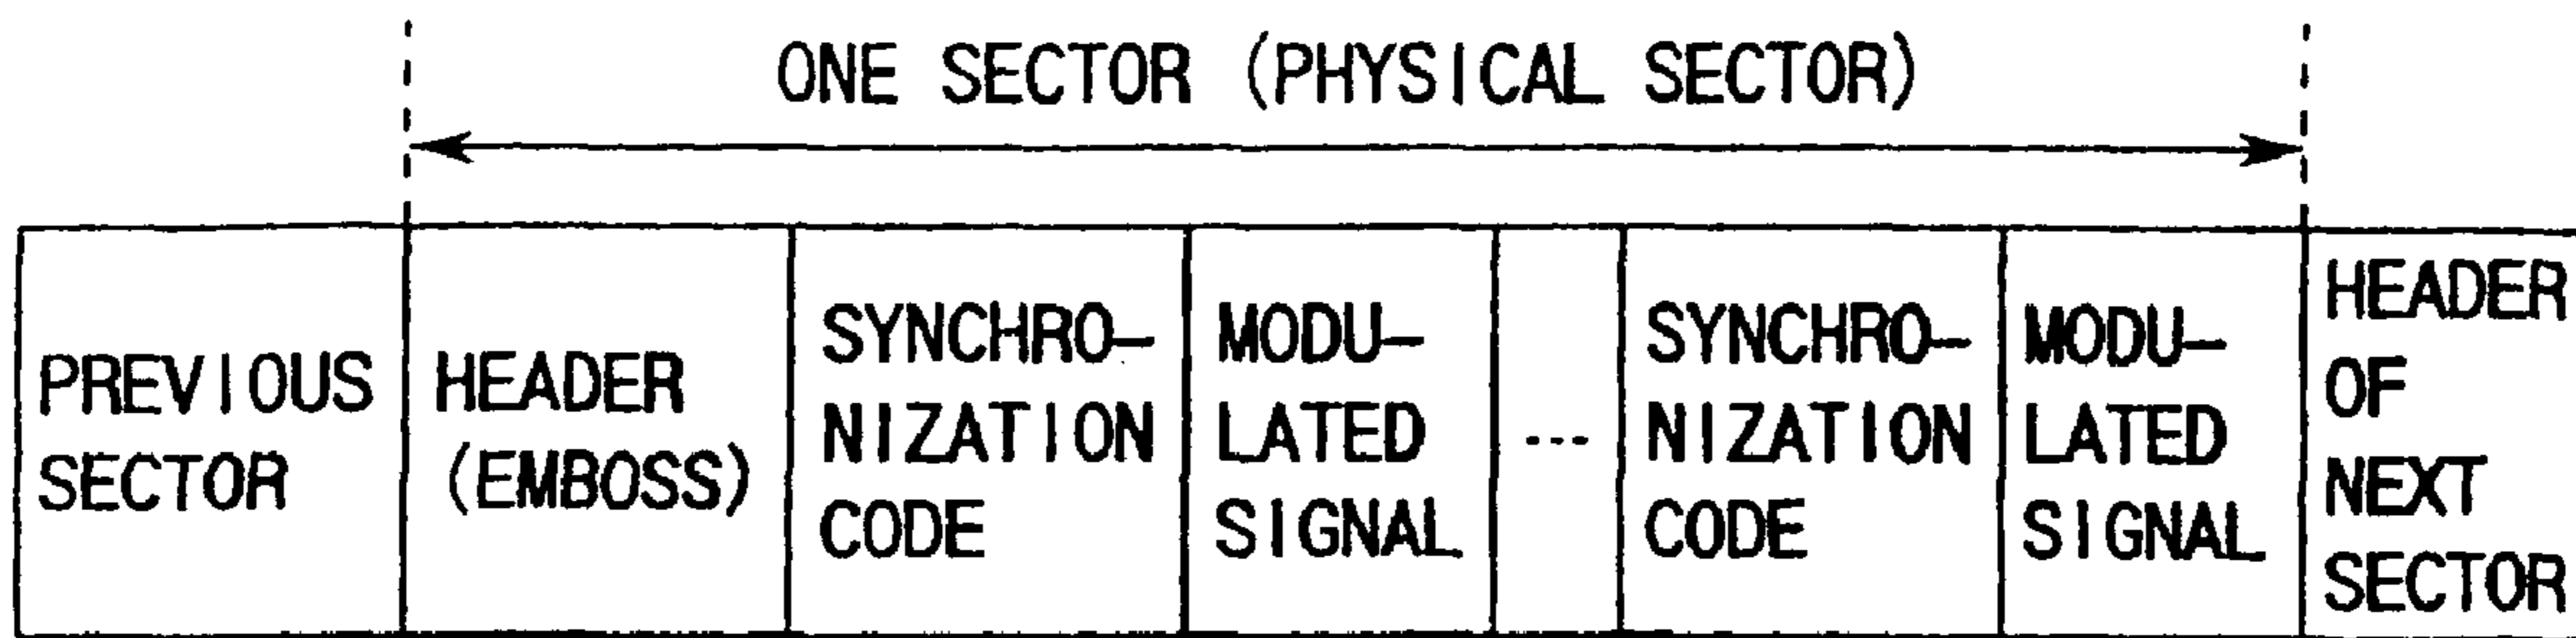 ONE SECTOR (PHYSICAL SECTOR)
PREVIOUS
SECTOR
HEADER
(EMBOSS)
SYNCHRO-
NIZATION
CODE
MODU-
LATED
SIGNAL
---
SYNCHRO-
NIZATION
CODE
MODU-
LATED
SIGNAL
HEADER
OF
NEXT
SECTOR